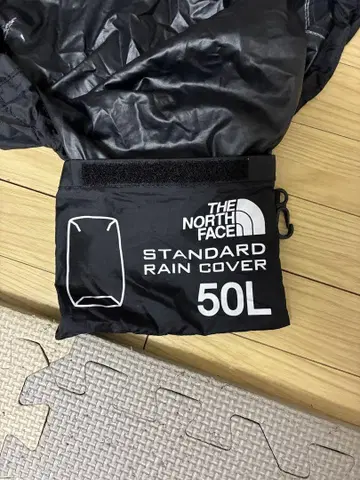 THE
NORTH
FACE
STANDARD
RAIN COVER
50L